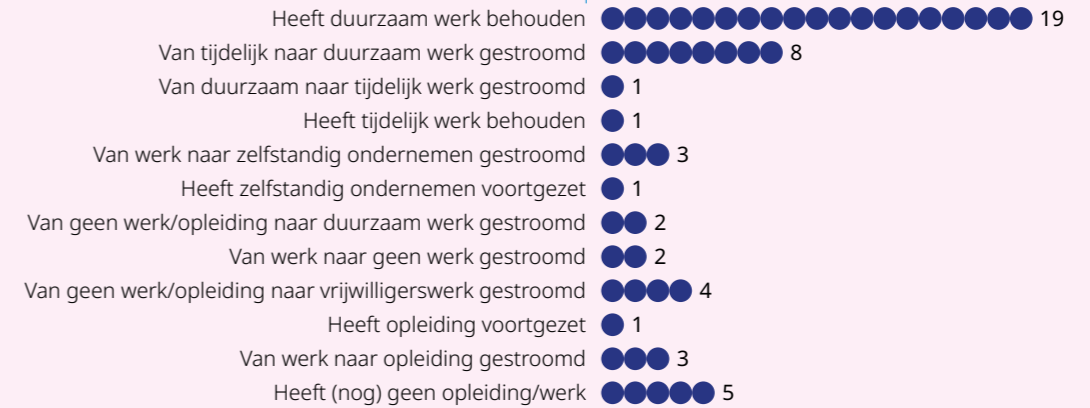 Heeft duurzaam werk behouden 19
Van tijdelijk naar duurzaam werk gestroomd 8
Van duurzaam naar tijdelijk werk gestroomd 1
Heeft tijdelijk werk behouden 1
Van werk naar zelfstandig ondernemen gestroomd 3
Heeft zelfstandig ondernemen voortgezet 1
Van geen werk/opleiding naar duurzaam werk gestroomd 2
Van werk naar geen werk gestroomd 2
Van geen werk/opleiding naar vrijwilligerswerk gestroomd 4
Heeft opleiding voortgezet 1
Van werk naar opleiding gestroomd 3
Heeft (nog) geen opleiding/werk 5